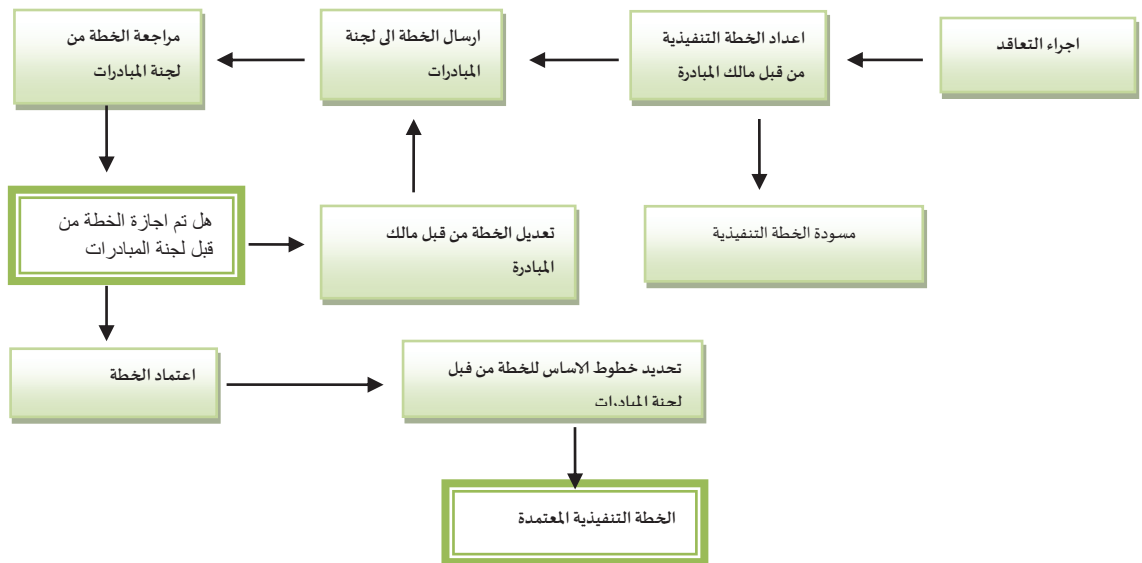 اجراء التعاقد
اعداد الخطة التنفيذية
من قبل مالك المبادرة
ارسال الخطة الى لجنة
المبادرات
مراجعة الخطة من
لجنة المبادرات
هل تم اجازة الخطة من
قبل لجنة المبادرات
تعديل الخطة من قبل مالك
المبادرة
مسودة الخطة التنفيذية
اعتماد الخطة
تحديد خطوط الاساس للخطة من فبل
لجنة المبادرات
الخطة التنفيذية المعتمدة